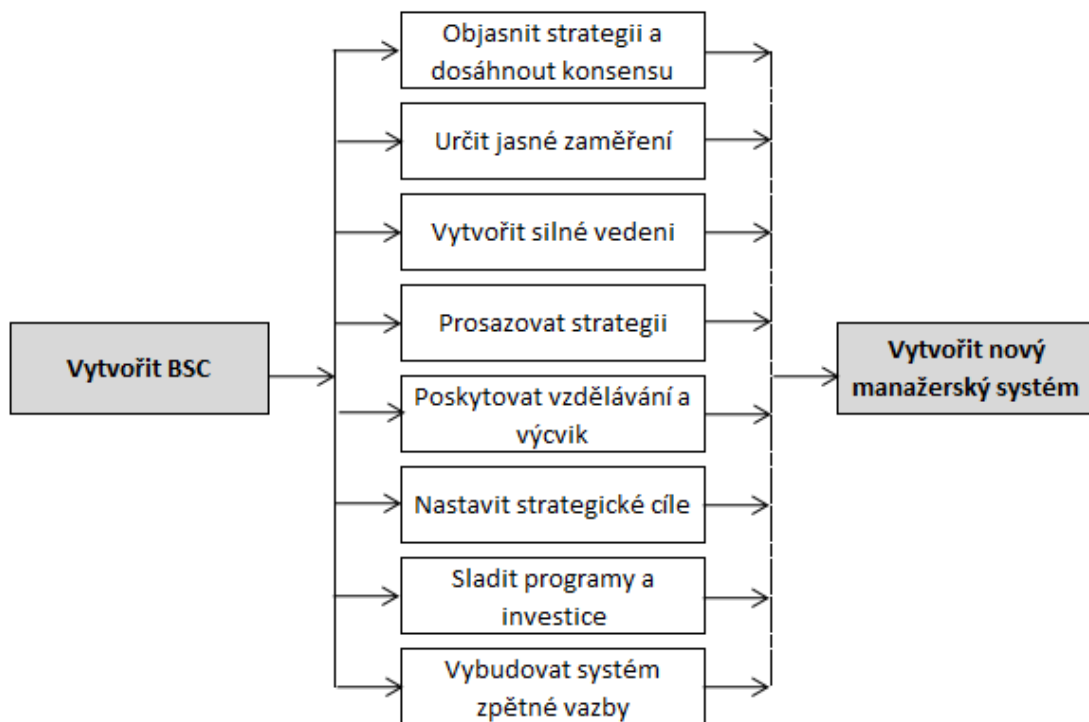 Objasnit strategii a
dosáhnout konsensu
Určit jasné zaměření
Vytvořit silné vedeni
Prosazovat strategii
Vytvořit BSC
Vytvořit nový
manažerský systém
Poskytovat vzdělávání a
výcvik
Nastavit strategické cíle
Sladit programy a
investice
Vybudovat systém
zpětné vazby